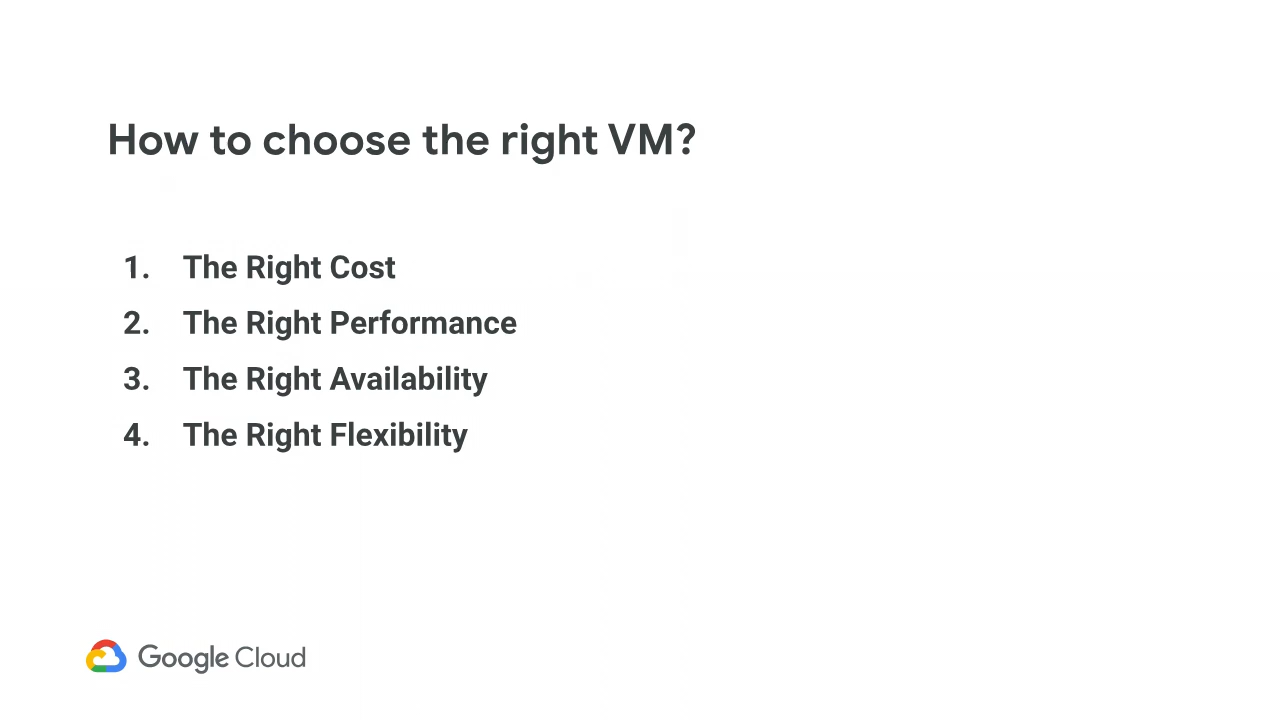 How to choose the right VM?
1. The Right Cost
2. The Right Performance
3. The Right Availability
4. The Right Flexibility
Google Cloud